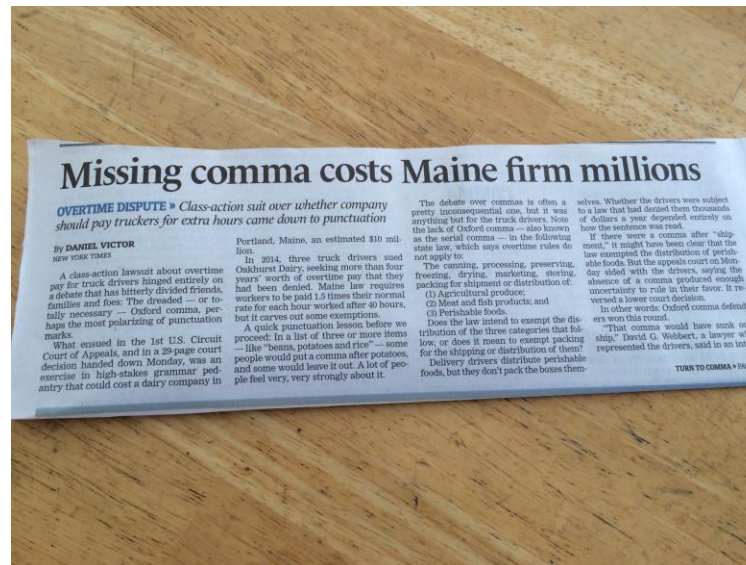 Missing comma costs Maine firm millions
OVERTIME DISPUTE » Class-action suit over whether company
should pay truckers for extra hours came down to punctuation
By DANIEL VICTOR
NEW YORK TIMES
A class-action lawsuit about overtime
pay for truck drivers hinged entirely on
a debate that has bitterly divided friends,
families and foes: The dreaded — or to-
tally necessary — Oxford comma, per-
haps the most polarizing of punctuation
marks.
What ensued in the 1st U.S. Circuit
Court of Appeals, and in a 29-page court
decision handed down Monday, was an
exercise in high-stakes grammar ped-
antry that could cost a dairy company in
Portland, Maine, an estimated $10 mil-
lion.
In 2014, three truck drivers sued
Oakhurst Dairy, seeking more than four
years' worth of overtime pay that they
had been denied. Maine law requires
workers to be paid 1.5 times their normal
rate for each hour worked after 40 hours,
but it carves out some exemptions.
A quick punctuation lesson before we
proceed: In a list of three or more items
— like "beans, potatoes and rice" — some
people would put a comma after potatoes,
and some would leave it out. A lot of peo-
ple feel very, very strongly about it.
The debate over commas is often a
pretty inconsequential one, but it was
anything but for the truck drivers. Note
the lack of Oxford comma — also known
as the serial comma — in the following
state law, which says overtime rules do
not apply to:
The canning, processing, preserving,
freezing, drying, marketing, storing,
packing for shipment or distribution of:
(1) Agricultural produce;
(2) Meat and fish products; and
(3) Perishable foods.
Does the law intend to exempt the dis-
tribution of the three categories that fol-
low, or does it mean to exempt packing
for the shipping or distribution of them?
Delivery drivers distribute perishable
foods, but they don't pack the boxes them-
selves. Whether the drivers were subject
to a law that had denied them thousands
of dollars a year depended entirely on
how the sentence was read.
If there were a comma after "ship-
ment," it might have been clear that the
law exempted the distribution of perish-
able foods. But the appeals court on Mon-
day sided with the drivers, saying the
absence of a comma produced enough
uncertainty to rule in their favor. It re-
versed a lower court decision.
In other words: Oxford comma defend
ers won this round.
"That comma would have sunk
ship," David G. Webbert, a lawyer
represented the drivers, said in an int
TURN TO COMMA »